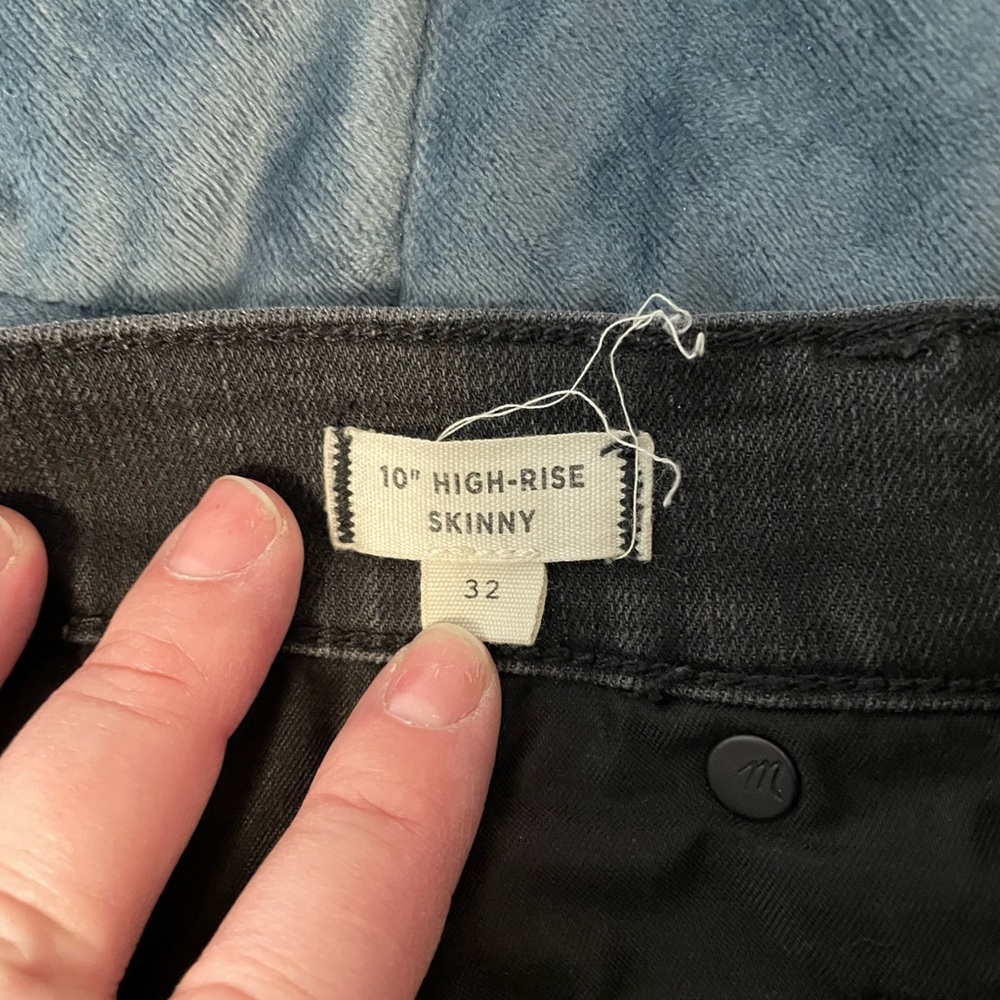 10" HIGH-RISE
SKINNY
32
m